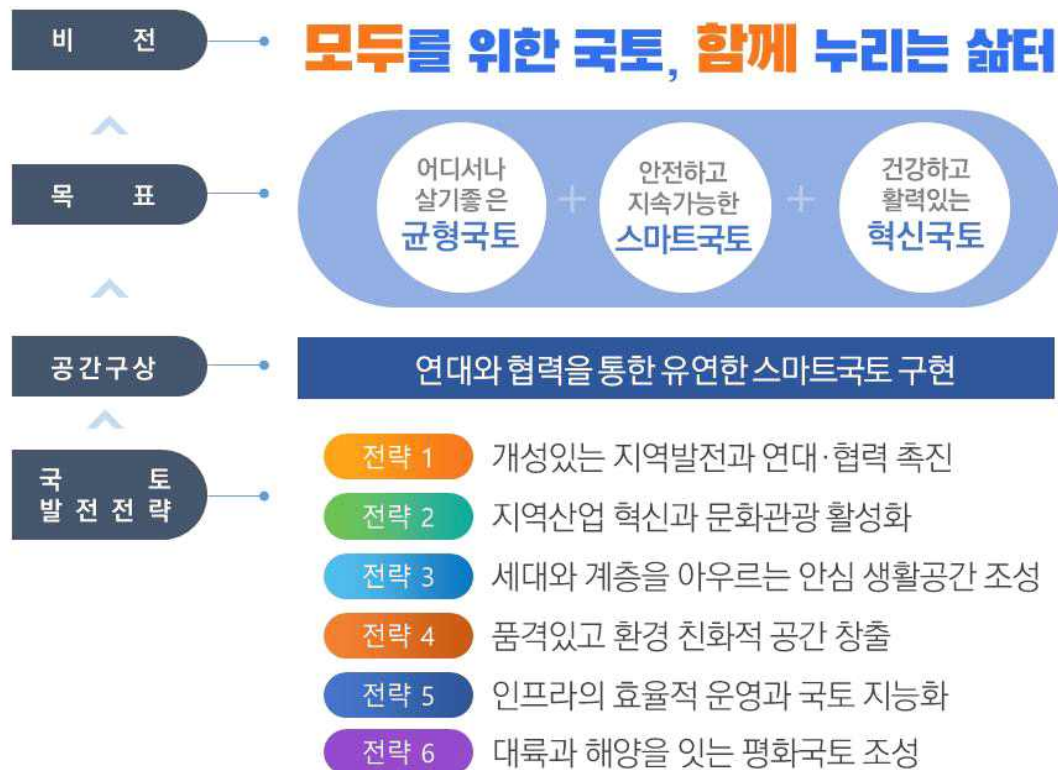 비 전
모두를 위한 국토, 함께 누리는 삶터
목 표
어디서나
살기좋은
균형국토
+
안전하고
지속가능한
스마트국토
+
건강하고
활력있는
혁신국토
공간구상
연대와 협력을 통한 유연한 스마트국토 구현
국 토
발 전 전 략
전략 1 개성있는 지역발전과 연대·협력 촉진
전략 2 지역산업 혁신과 문화관광 활성화
전략 3 세대와 계층을 아우르는 안심 생활공간 조성
전략 4 품격있고 환경 친화적 공간 창출
전략 5 인프라의 효율적 운영과 국토 지능화
전략 6 대륙과 해양을 잇는 평화국토 조성